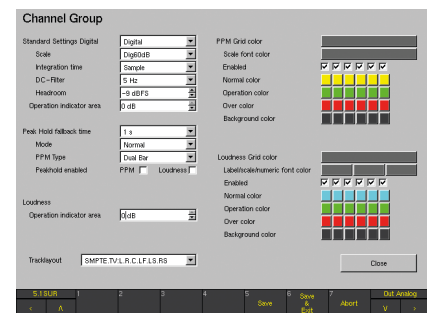 Channel Group
Standard Settings Digital Digital
Scale Dig60dB
Integration time Sample
DC-Filter 5 Hz
Headroom -9 dBFS
Operation indicator area 0 dB
Peak Hold fallback time 1 s
Mode Normal
PPM Type Dual Bar
Peakhold enabled PPM Loudness
Loudness
Operation indicator area 0 dB
Tracklayout SMPTE.TV:L.R.C.LF.LS.RS
PPM Grid color
Scale font color
Enabled
Normal color
Operation color
Over color
Background color
Loudness Grid color
Label/scale/numeric font color
Enabled
Normal color
Operation color
Over color
Background color
Close
5.1SUR 1 2 3 4 5 6 7 Out Analog
< Λ Save Save & Exit Abort V >